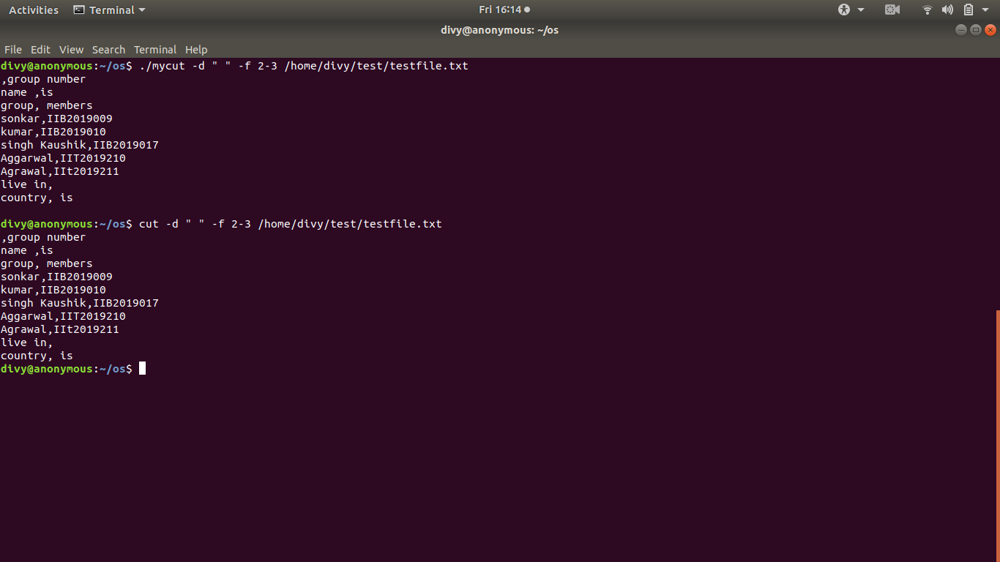 Activities Terminal Fri 16:14
divy@anonymous: ~/os
File Edit View Search Terminal Help
divy@anonymous:~/os$ ./mycut -d " " -f 2-3 /home/divy/test/testfile.txt
,group number
name ,is
group, members
sonkar,IIB2019009
kumar,IIB2019010
singh Kaushik,IIB2019017
Aggarwal,IIT2019210
Agrawal,IIt2019211
live in,
country, is

divy@anonymous:~/os$ cut -d " " -f 2-3 /home/divy/test/testfile.txt
,group number
name ,is
group, members
sonkar,IIB2019009
kumar,IIB2019010
singh Kaushik,IIB2019017
Aggarwal,IIT2019210
Agrawal,IIt2019211
live in,
country, is
divy@anonymous:~/os$